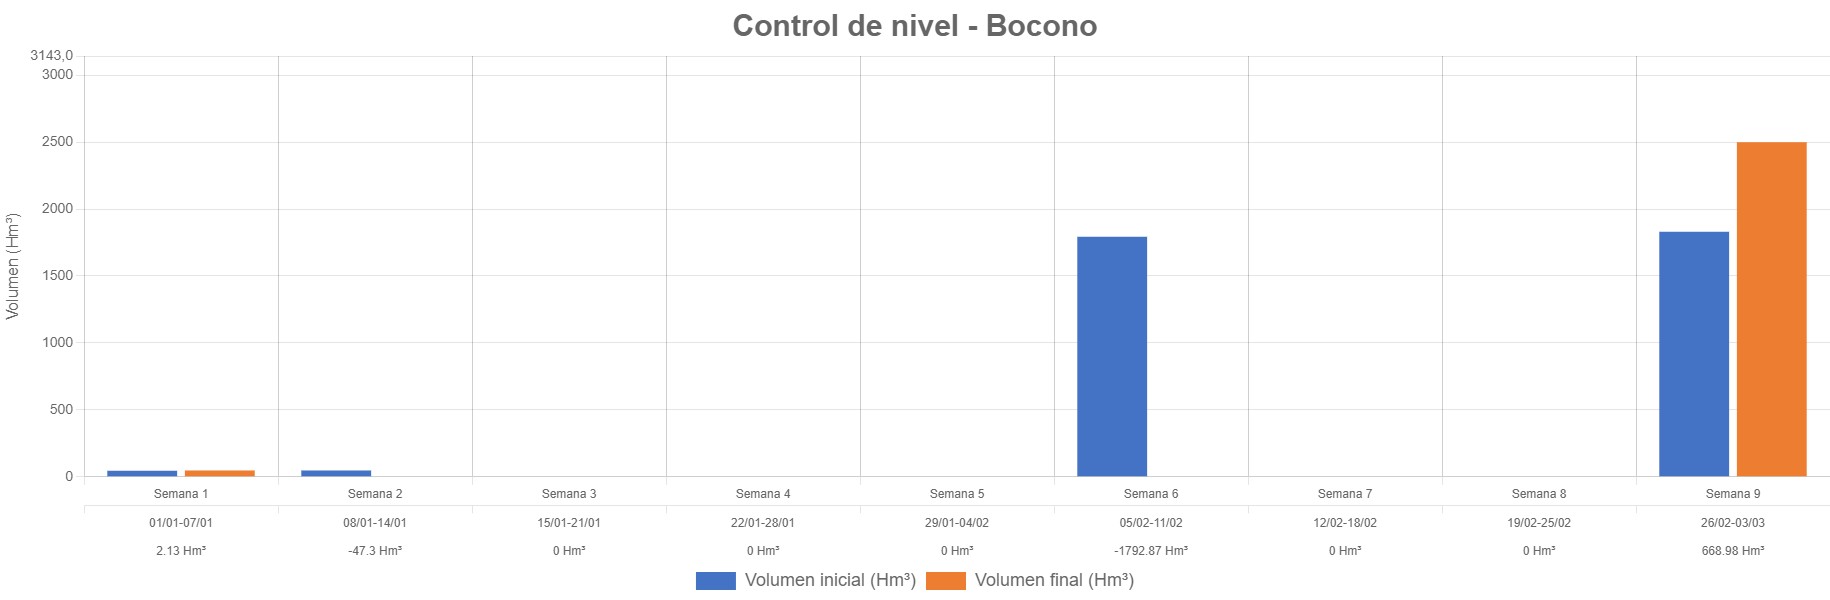 Control de nivel - Bocono
3143,0
3000
2500
2000
1500
1000
500
0
Volumen (Hm³)
Semana 1 Semana 2 Semana 3 Semana 4 Semana 5 Semana 6 Semana 7 Semana 8 Semana 9
01/01-07/01 08/01-14/01 15/01-21/01 22/01-28/01 29/01-04/02 05/02-11/02 12/02-18/02 19/02-25/02 26/02-03/03
2.13 Hm³ -47.3 Hm³ 0 Hm³ 0 Hm³ 0 Hm³ -1792.87 Hm³ 0 Hm³ 0 Hm³ 668.98 Hm³
Volumen inicial (Hm³) Volumen final (Hm³)